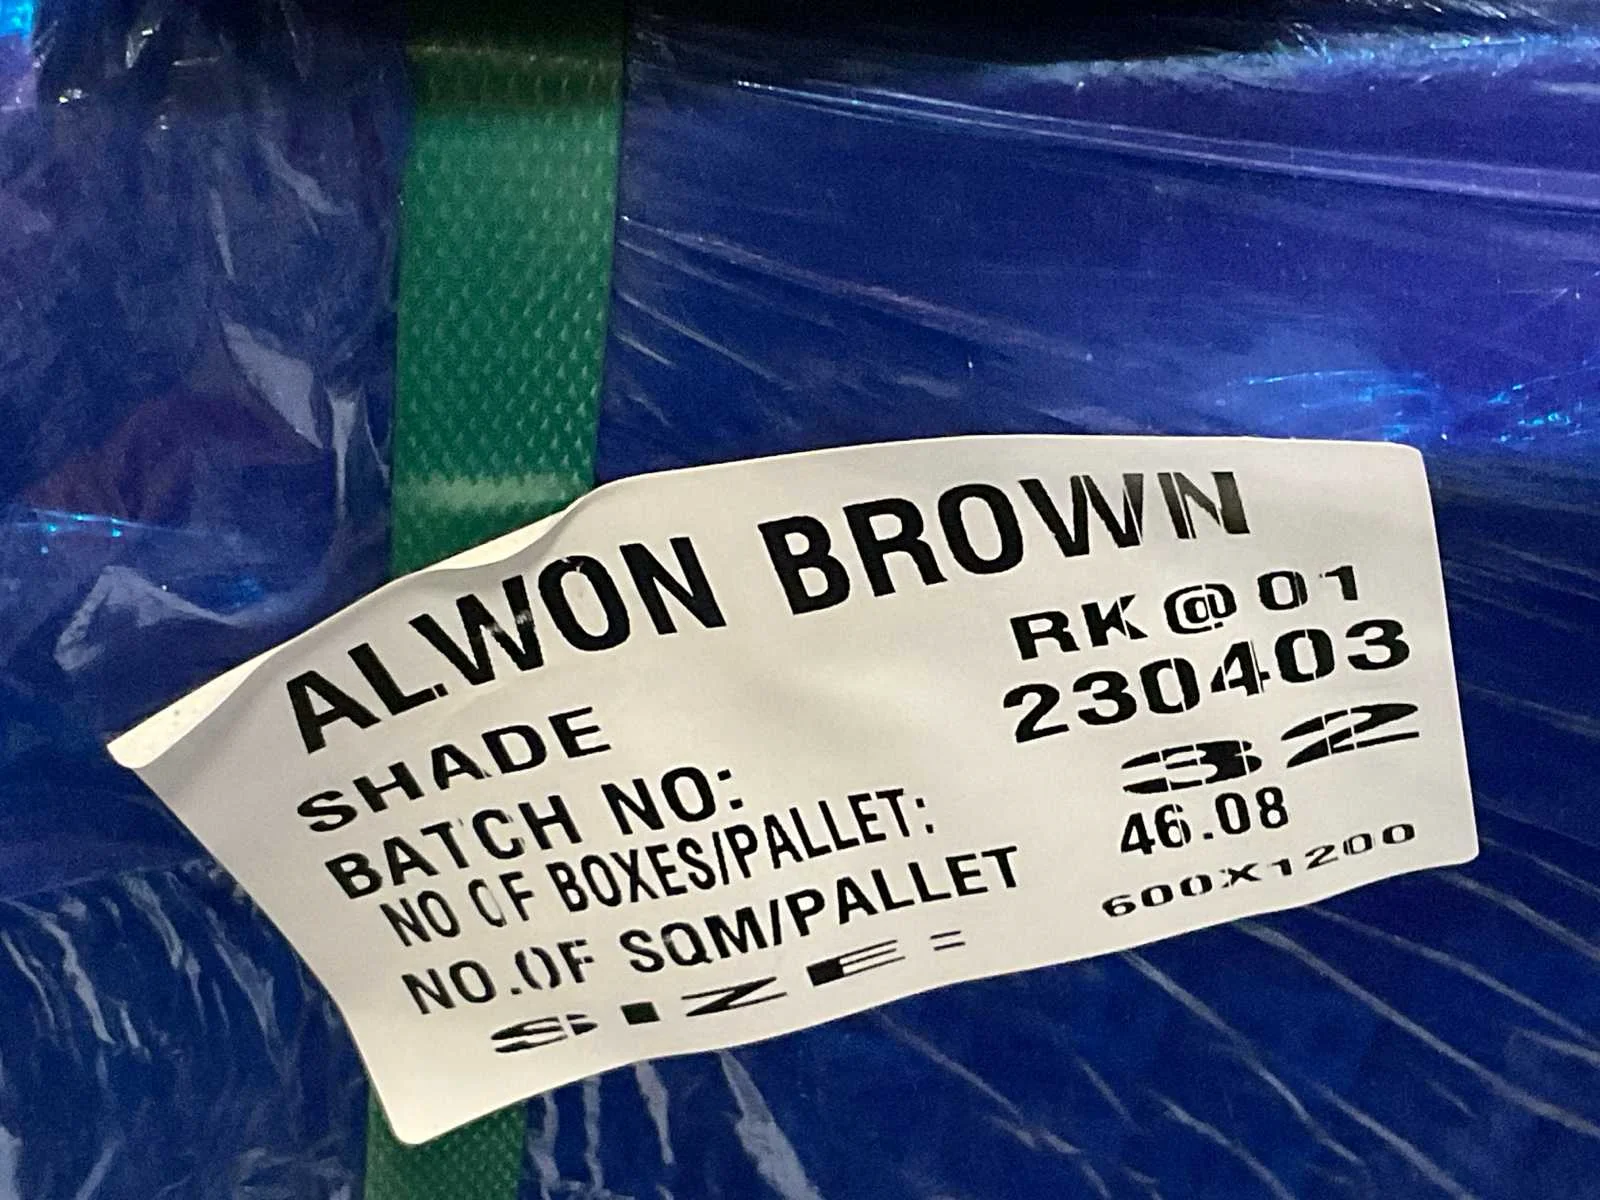 ALWON BROWN
SHADE RK@01
BATCH NO: 230403
NO OF BOXES/PALLET: 32
NO.OF SQM/PALLET 46.08
SIZE= 600X1200